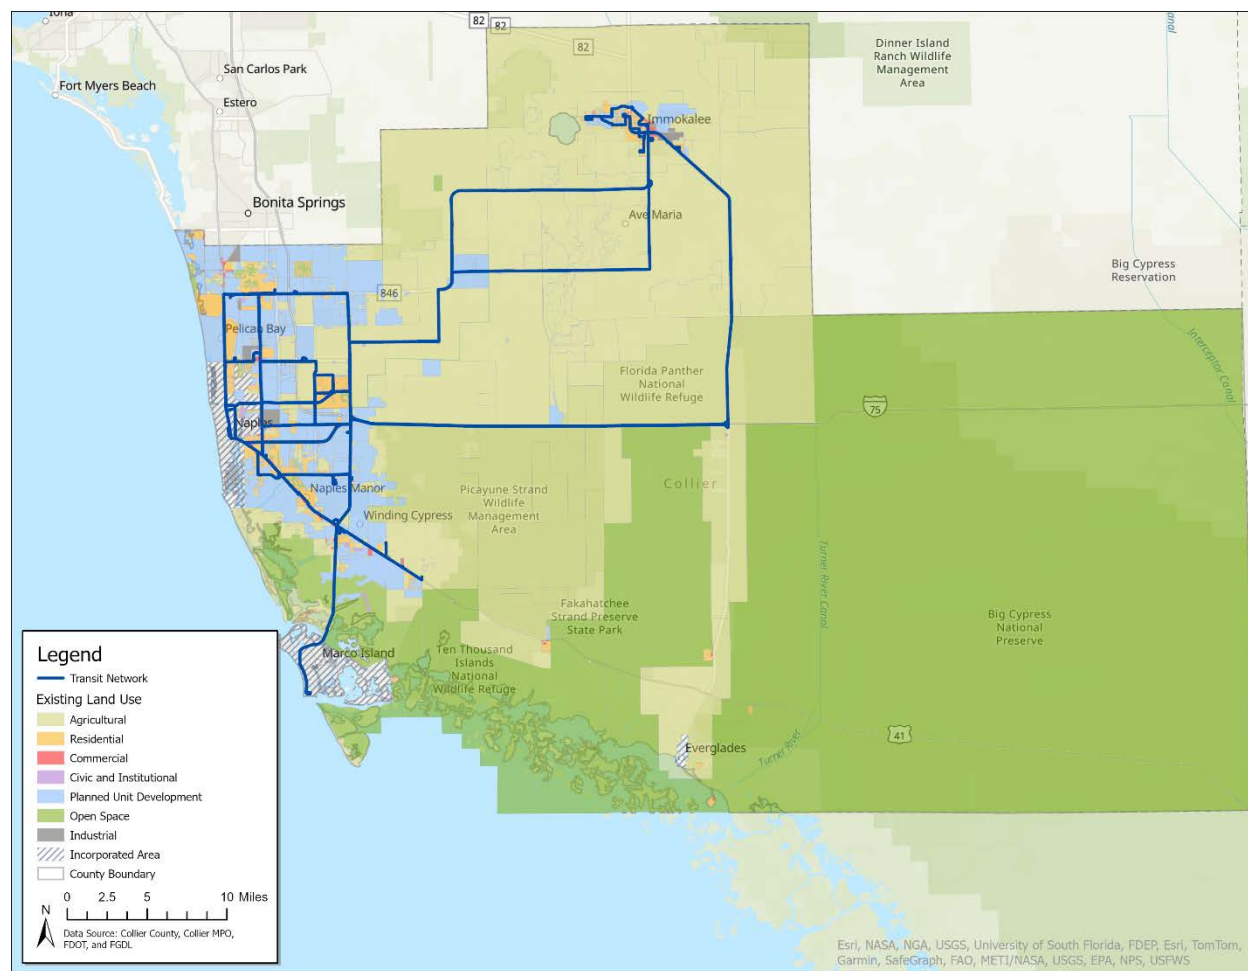 Iona
82
82
82
San Carlos Park
Fort Myers Beach
Estero
Dinner Island
Ranch Wildlife
Management
Area
Canal
Immokalee
Bonita Springs
Ave Maria
Big Cypress
Reservation
846
Pelican Bay
Florida Panther
National
Wildlife Refuge
Interceptor Canal
75
Naples
Collier
Naples Manor
Picayune Strand
Wildlife
Management
Area
Winding Cypress
Turner River Canal
Fakahatchee
Strand Preserve
State Park
Big Cypress
National
Preserve
Marco Island
Ten Thousand
Islands
National
Wildlife Refuge
41
Everglades
Turner River
Legend
Transit Network
Existing Land Use
Agricultural
Residential
Commercial
Civic and Institutional
Planned Unit Development
Open Space
Industrial
Incorporated Area
County Boundary
0 2.5 5 10 Miles
N
Data Source: Collier County, Collier MPO,
FDOT, and FGDL
Esri, NASA, NGA, USGS, University of South Florida, FDEP, Esri, TomTom,
Garmin, SafeGraph, FAO, METI/NASA, USGS, EPA, NPS, USFWS